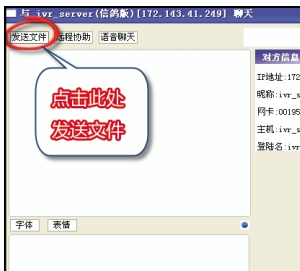 与 ivr_server(信鸽版)[172.143.41.249] 聊天
发送文件 远程协助 语音聊天
对方信息
IP地址:172
昵称:ivr_s
网卡:00195
主机:ivr_s
登陆名:ivr
点击此处
发送文件
字体 表情